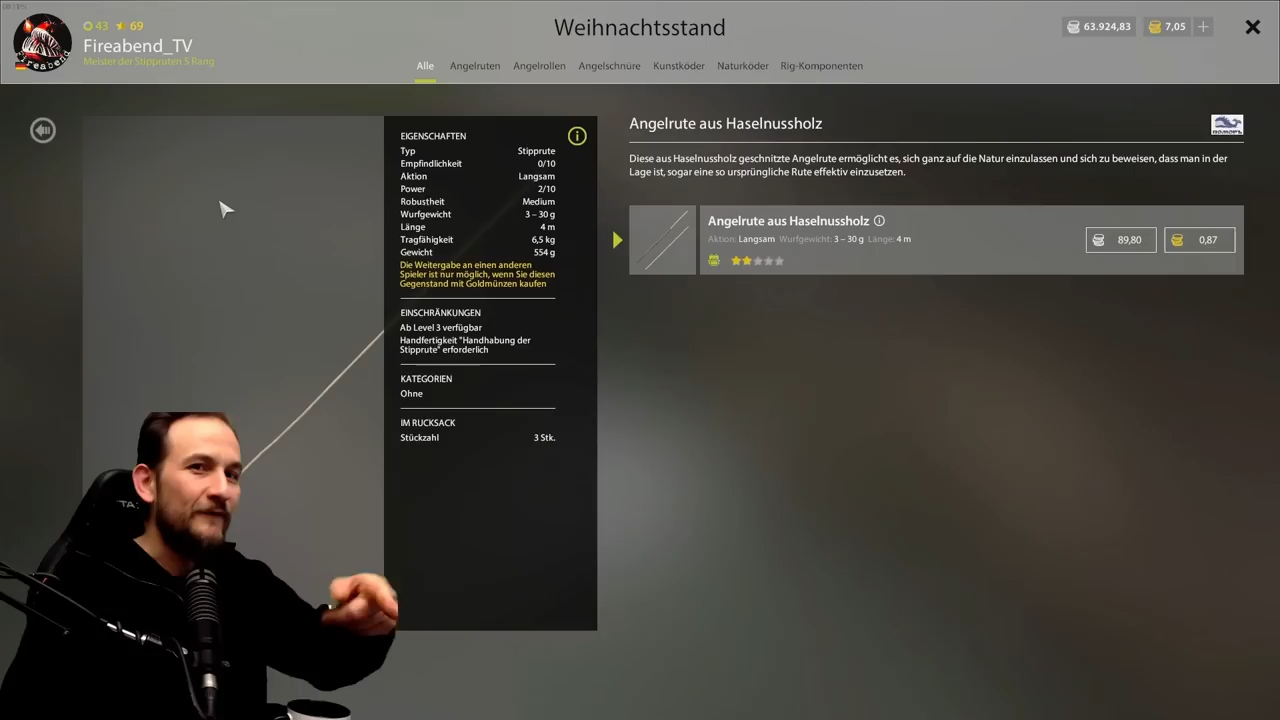 43 69
Fireabend_TV
Meister der Stippruten 5 Rang
Weihnachtsstand
63.924,83 7,05
Alle Angelruten Angelrollen Angelschnüre Kunstköder Naturköder Rig-Komponenten
EIGENSCHAFTEN
Typ Stipprute
Empfindlichkeit 0/10
Aktion Langsam
Power 2/10
Robustheit Medium
Wurfgewicht 3 – 30 g
Länge 4 m
Tragfähigkeit 6,5 kg
Gewicht 554 g
Die Weitergabe an einen anderen
Spieler ist nur möglich, wenn Sie diesen
Gegenstand mit Goldmünzen kaufen
EINSCHRÄNKUNGEN
Ab Level 3 verfügbar
Handfertigkeit "Handhabung der
Stipprute" erforderlich
KATEGORIEN
Ohne
IM RUCKSACK
Stückzahl 3 Stk.
Angelrute aus Haselnussholz
Diese aus Haselnussholz geschnitzte Angelrute ermöglicht es, sich ganz auf die Natur einzulassen und sich zu beweisen, dass man in der
Lage ist, sogar eine so ursprüngliche Rute effektiv einzusetzen.
Angelrute aus Haselnussholz
Aktion: Langsam Wurfgewicht: 3 – 30 g Länge: 4 m
89,80 0,87